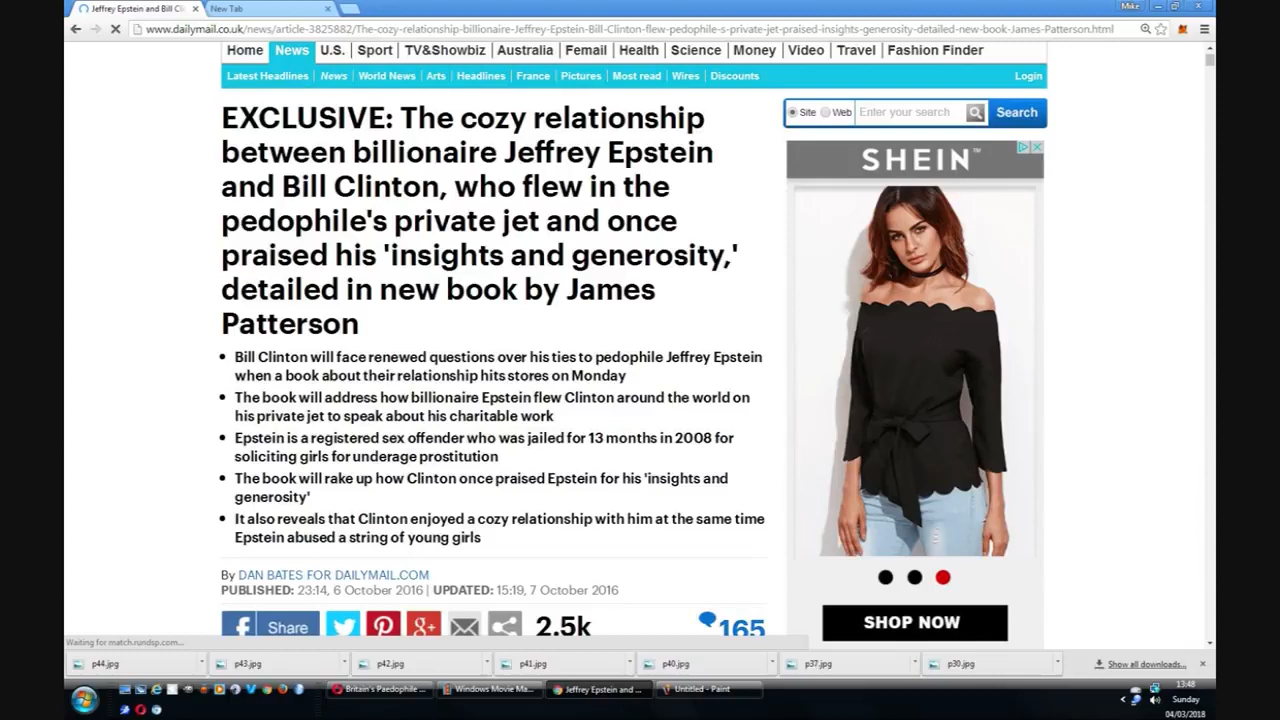 Jeffrey Epstein and Bill Cli
New Tab
Mike
www.dailymail.co.uk/news/article-3825882/The-cozy-relationship-billionaire-Jeffrey-Epstein-Bill-Clinton-flew-pedophile-s-private-jet-praised-insights-generosity-detailed-new-book-James-Patterson.html
Home News U.S. Sport TV&Showbiz Australia Femail Health Science Money Video Travel Fashion Finder
Latest Headlines News World News Arts Headlines France Pictures Most read Wires Discounts Login
Site Web Enter your search Search
EXCLUSIVE: The cozy relationship
between billionaire Jeffrey Epstein
and Bill Clinton, who flew in the
pedophile's private jet and once
praised his 'insights and generosity,'
detailed in new book by James
Patterson
SHEIN™
• Bill Clinton will face renewed questions over his ties to pedophile Jeffrey Epstein
when a book about their relationship hits stores on Monday
• The book will address how billionaire Epstein flew Clinton around the world on
his private jet to speak about his charitable work
• Epstein is a registered sex offender who was jailed for 13 months in 2008 for
soliciting girls for underage prostitution
• The book will rake up how Clinton once praised Epstein for his 'insights and
generosity'
• It also reveals that Clinton enjoyed a cozy relationship with him at the same time
Epstein abused a string of young girls
By DAN BATES FOR DAILYMAIL.COM
PUBLISHED: 23:14, 6 October 2016 | UPDATED: 15:19, 7 October 2016
Share 2.5k 165
SHOP NOW
Waiting for match.rundsp.com...
p44.jpg p43.jpg p42.jpg p41.jpg p40.jpg p37.jpg p30.jpg Show all downloads...
Britain's Paedophile ... Windows Movie Ma... Jeffrey Epstein and ... Untitled - Paint
13:48
Sunday
04/03/2018